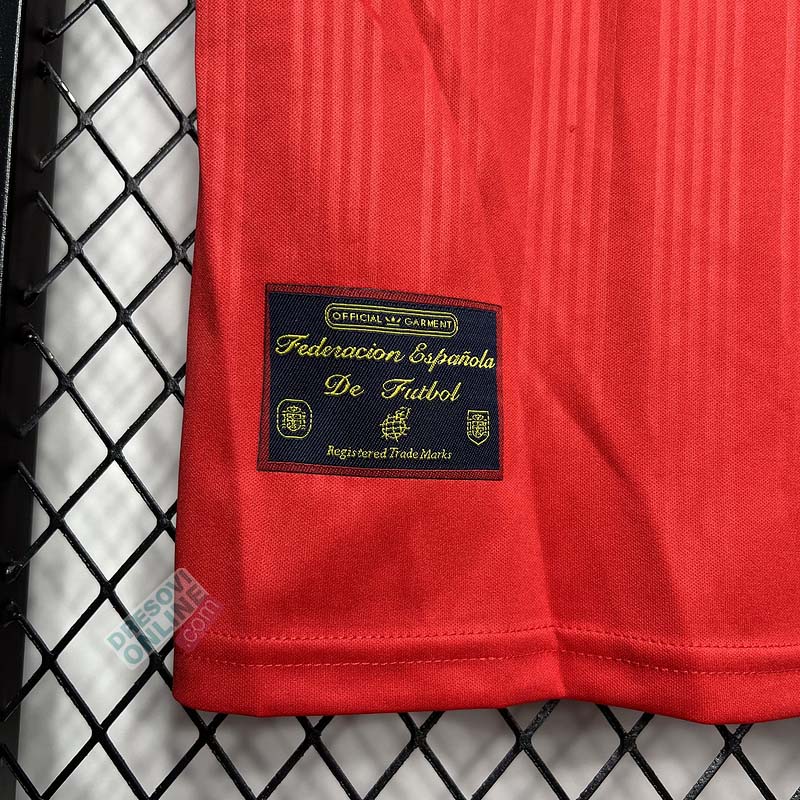 OFFICIAL GARMENT
Federacion Española
De Futbol
Registered Trade Marks
DRESOVI
ONLINE.com